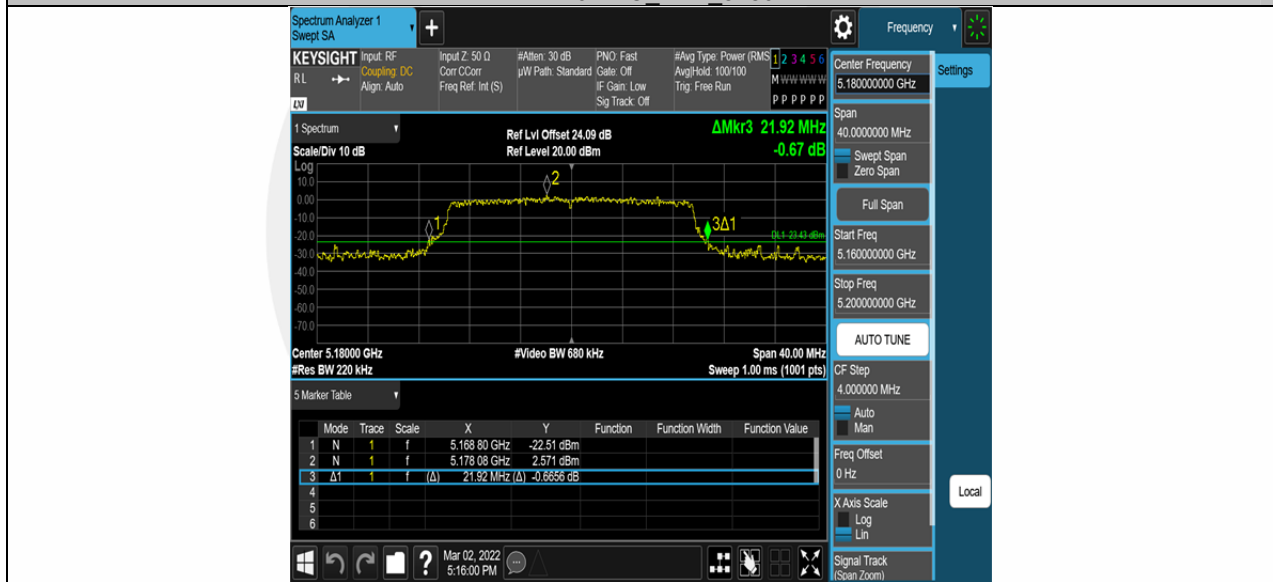 Spectrum Analyzer 1
Swept SA
+
Frequency
KEYSIGHT
RL
LXI
Input: RF
Coupling: DC
Align: Auto
Input Z: 50 Ω
Corr CCorr
Freq Ref: Int (S)
#Atten: 30 dB
µW Path: Standard
PNO: Fast
Gate: Off
IF Gain: Low
Sig Track: Off
#Avg Type: Power (RMS
Avg|Hold: 100/100
Trig: Free Run
1 2 3 4 5 6
M W W W W W
P P P P P P
1 Spectrum
Scale/Div 10 dB
Ref Lvl Offset 24.09 dB
Ref Level 20.00 dBm
ΔMkr3 21.92 MHz
-0.67 dB
Log
10.0
0.00
-10.0
-20.0
-30.0
-40.0
-50.0
-60.0
-70.0
2
1
3Δ1
DL1 -23.43 dBm
Center 5.18000 GHz
#Video BW 680 kHz
Span 40.00 MHz
#Res BW 220 kHz
Sweep 1.00 ms (1001 pts)
5 Marker Table
Mode Trace Scale X Y Function Function Width Function Value
1 N 1 f 5.168 80 GHz -22.51 dBm
2 N 1 f 5.178 08 GHz 2.571 dBm
3 Δ1 1 f (Δ) 21.92 MHz (Δ) -0.6656 dB
4
5
6
?
Mar 02, 2022
5:16:00 PM
Center Frequency
5.180000000 GHz
Span
40.0000000 MHz
Swept Span
Zero Span
Full Span
Start Freq
5.160000000 GHz
Stop Freq
5.200000000 GHz
AUTO TUNE
CF Step
4.000000 MHz
Auto
Man
Freq Offset
0 Hz
X Axis Scale
Log
Lin
Signal Track
(Span Zoom)
Settings
Local